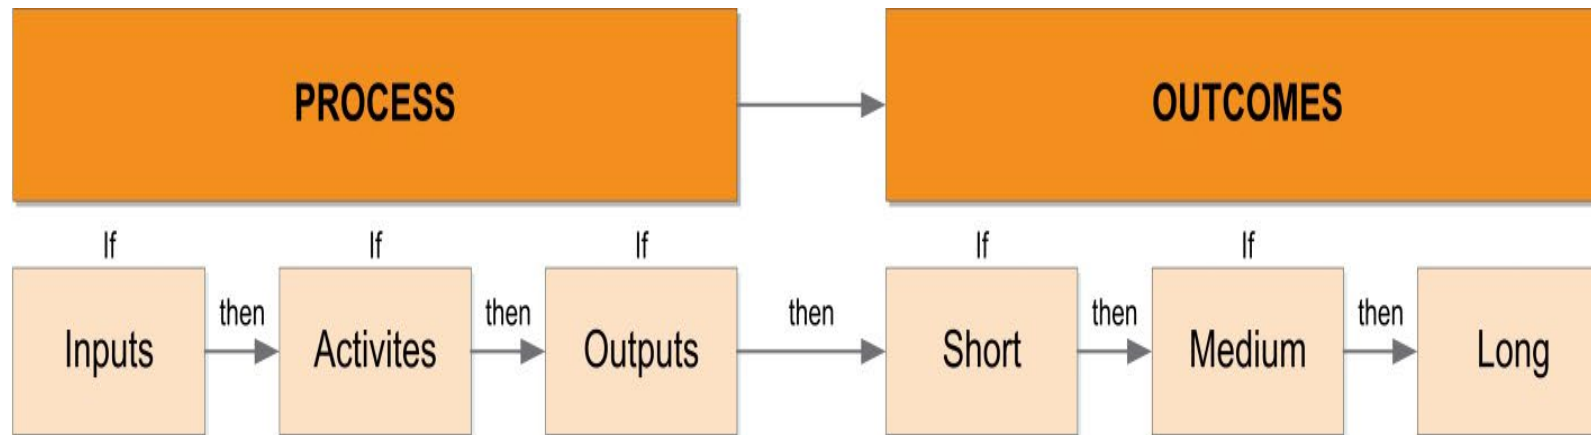 PROCESS
OUTCOMES
If
If
If
If
If
then
then
then
then
then
Inputs
Activites
Outputs
Short
Medium
Long